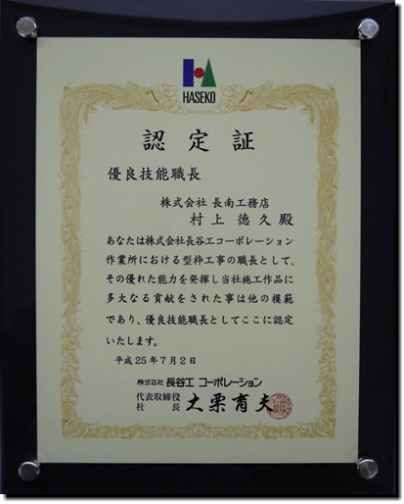 HASEKO
認定証
優良技能職長
株式会社 長南工務店
村上徳久殿
あなたは株式会社長谷工コーポレーション
作業所における型枠工事の職長として、
その優れた能力を発揮し当社施工作品に
多大なる貢献をされた事は他の模範
であり、優良技能職長としてここに認定
いたします。
平成25年7月2日
株式会社 長谷工 コーポレーション
代表取締役
社長 大栗育夫